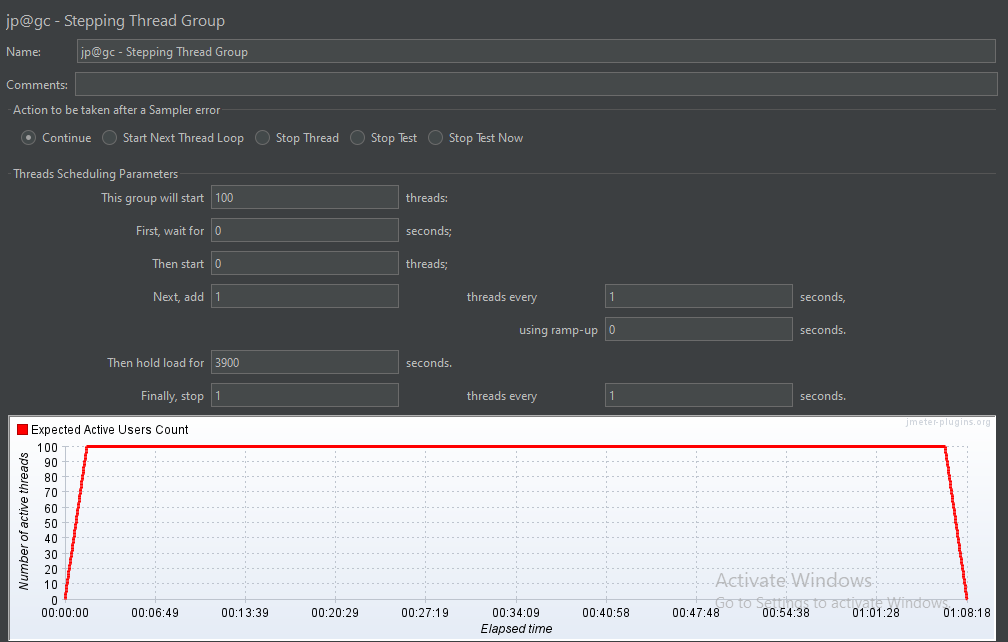 jp@gc - Stepping Thread Group
Name: jp@gc - Stepping Thread Group
Comments:
Action to be taken after a Sampler error
Continue Start Next Thread Loop Stop Thread Stop Test Stop Test Now
Threads Scheduling Parameters
This group will start 100 threads:
First, wait for 0 seconds;
Then start 0 threads;
Next, add 1 threads every 1 seconds,
using ramp-up 0 seconds.
Then hold load for 3900 seconds.
Finally, stop 1 threads every 1 seconds.
Expected Active Users Count
jmeter-plugins.org
Number of active threads
100
90
80
70
60
50
40
30
20
10
0
Activate Windows
Go to Settings to activate Windows.
00:00:00 00:06:49 00:13:39 00:20:29 00:27:19 00:34:09 00:40:58 00:47:48 00:54:38 01:01:28 01:08:18
Elapsed time